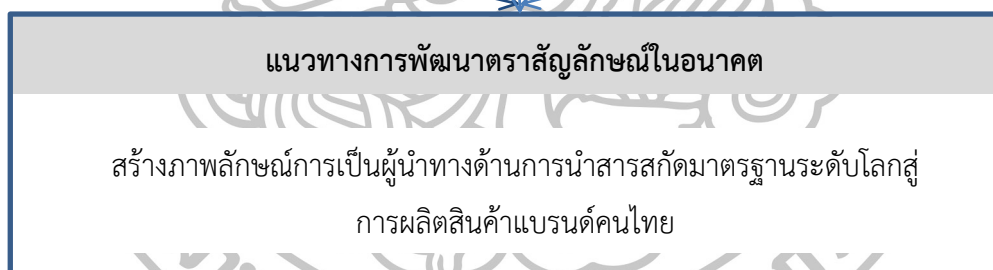 แนวทางการพัฒนาตราสัญลักษณ์ในอนาคต
สร้างภาพลักษณ์การเป็นผู้นำทางด้านการนำสารสกัดมาตรฐานระดับโลกสู่
การผลิตสินค้าแบรนด์คนไทย